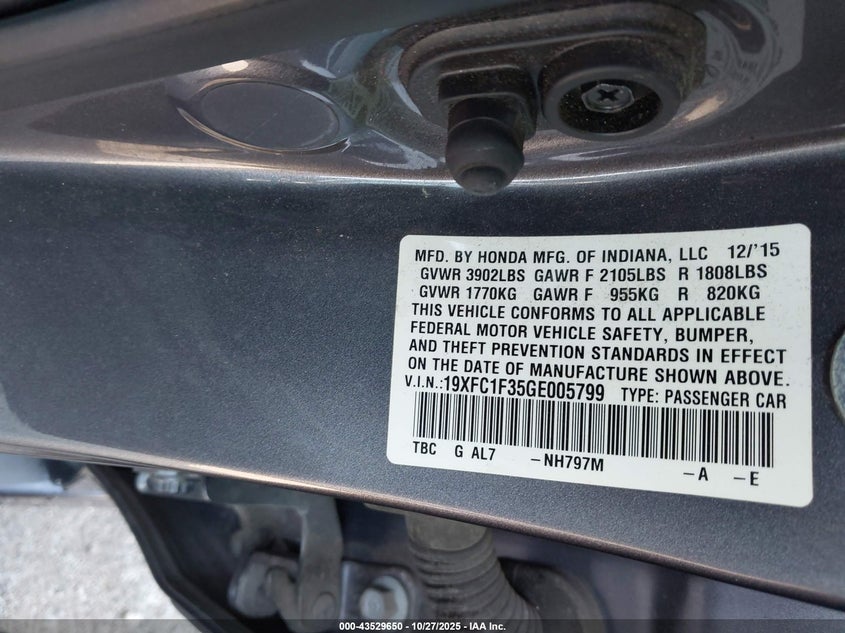 MFD. BY HONDA MFG. OF INDIANA, LLC 12/'15
GVWR 3902LBS GAWR F 2105LBS R 1808LBS
GVWR 1770KG GAWR F 955KG R 820KG
THIS VEHICLE CONFORMS TO ALL APPLICABLE
FEDERAL MOTOR VEHICLE SAFETY, BUMPER,
AND THEFT PREVENTION STANDARDS IN EFFECT
ON THE DATE OF MANUFACTURE SHOWN ABOVE.
V.I.N.:19XFC1F35GE005799 TYPE: PASSENGER CAR
TBC G AL7 -NH797M -A -E
000-43529650 - 10/27/2025 - IAA Inc.